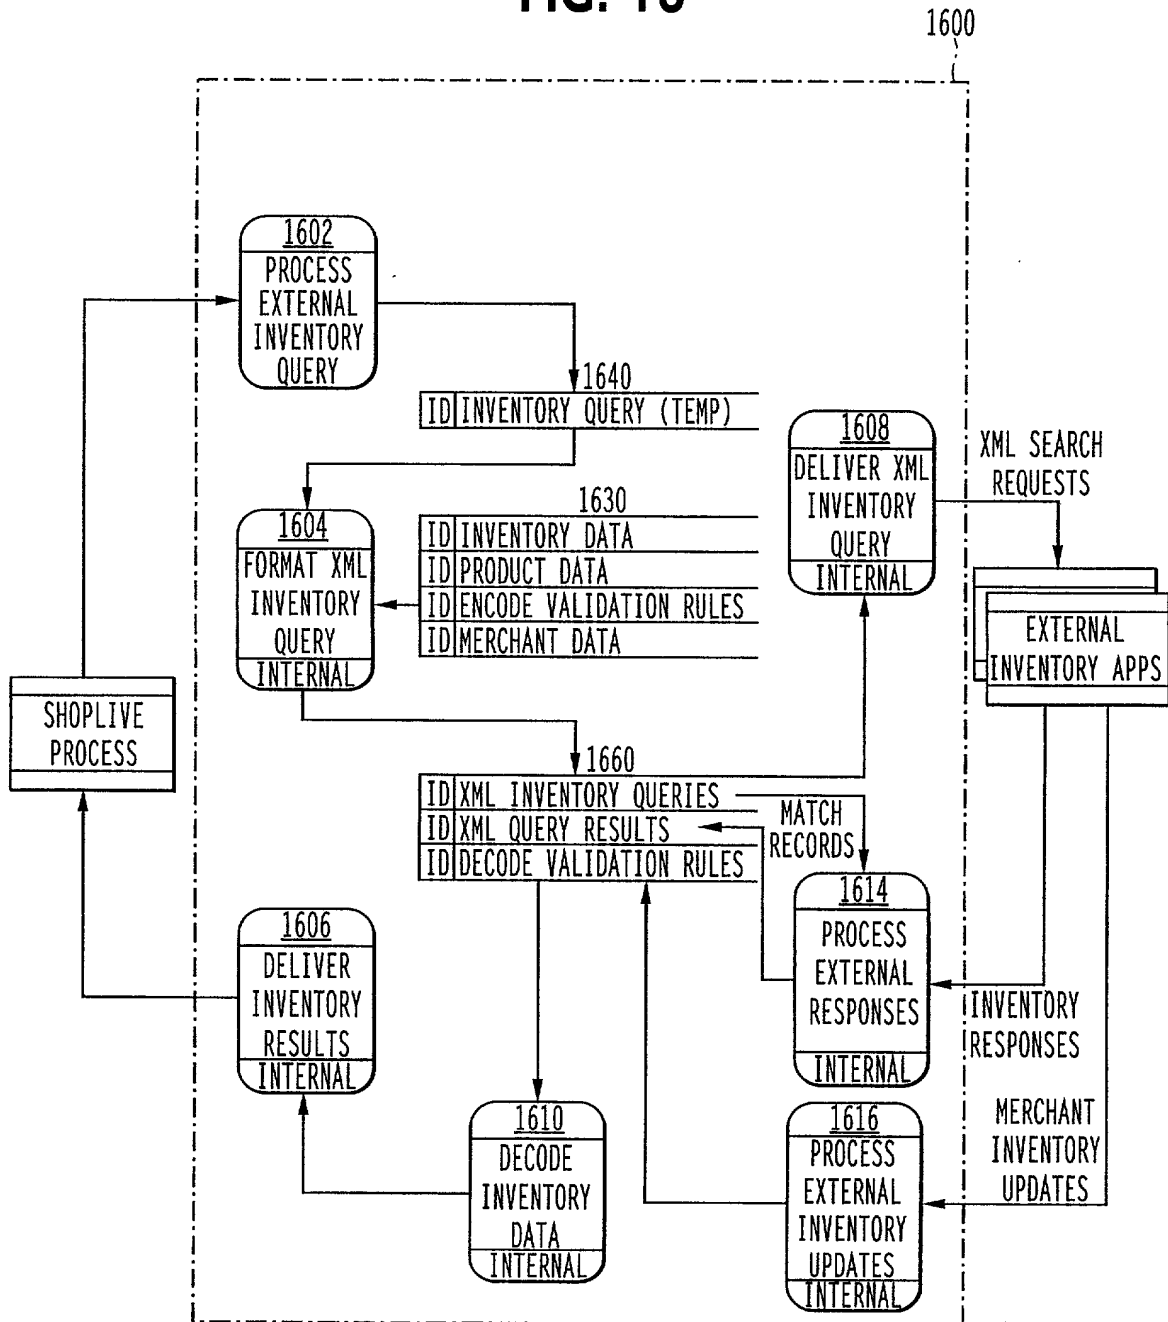 FIG. 16
1600
1602
PROCESS
EXTERNAL
INVENTORY
QUERY
1640
ID INVENTORY QUERY (TEMP)
1604
FORMAT XML
INVENTORY
QUERY
INTERNAL
1630
ID INVENTORY DATA
ID PRODUCT DATA
ID ENCODE VALIDATION RULES
ID MERCHANT DATA
1608
DELIVER XML
INVENTORY
QUERY
INTERNAL
XML SEARCH
REQUESTS
EXTERNAL
INVENTORY APPS
SHOPLIVE
PROCESS
1660
ID XML INVENTORY QUERIES
ID XML QUERY RESULTS
ID DECODE VALIDATION RULES
MATCH
RECORDS
1614
PROCESS
EXTERNAL
RESPONSES
INTERNAL
INVENTORY
RESPONSES
1606
DELIVER
INVENTORY
RESULTS
INTERNAL
1610
DECODE
INVENTORY
DATA
INTERNAL
1616
PROCESS
EXTERNAL
INVENTORY
UPDATES
INTERNAL
MERCHANT
INVENTORY
UPDATES